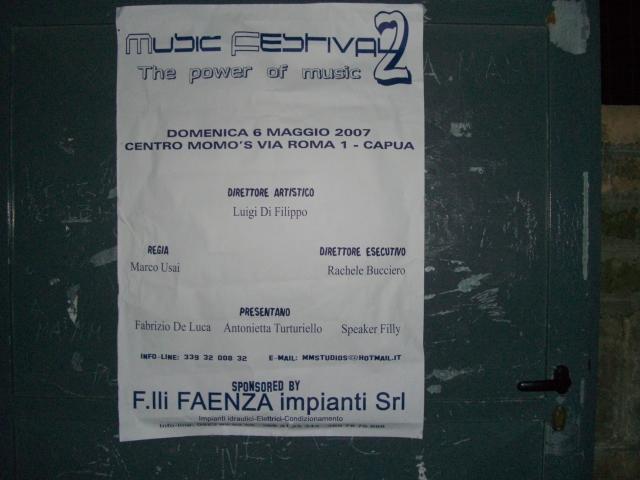 Music Festival 2
The power of music
DOMENICA 6 MAGGIO 2007
CENTRO MOMO'S VIA ROMA 1 - CAPUA
DIRETTORE ARTISTICO
Luigi Di Filippo
REGIA DIRETTORE ESECUTIVO
Marco Usai Rachele Bucciero
PRESENTANO
Fabrizio De Luca Antonietta Turturiello Speaker Filly
INFO-LINE: 339 32 008 32 E-MAIL: MMSTUDIOS@HOTMAIL.IT
SPONSORED BY
F.lli FAENZA impianti Srl
Impianti idraulici-Elettrici-Condizionamento
Info-line: